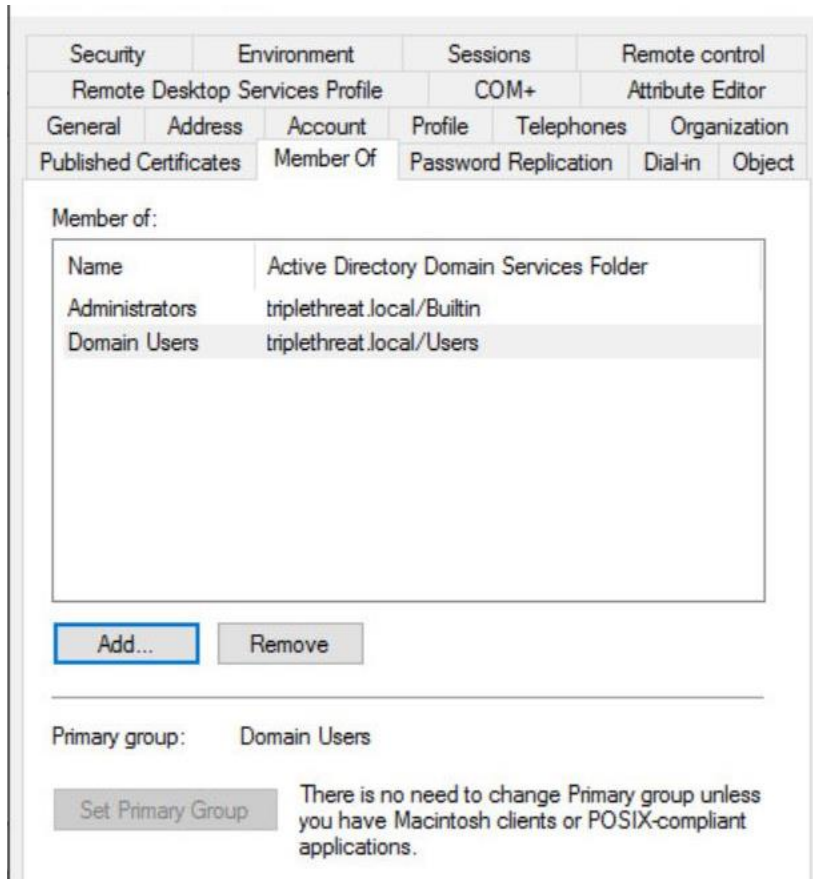 Security Environment Sessions Remote control
Remote Desktop Services Profile COM+ Attribute Editor
General Address Account Profile Telephones Organization
Published Certificates Member Of Password Replication Dial-in Object
Member of:
Name Active Directory Domain Services Folder
Administrators triplethreat.local/Builtin
Domain Users triplethreat.local/Users
Add... Remove
Primary group: Domain Users
Set Primary Group
There is no need to change Primary group unless
you have Macintosh clients or POSIX-compliant
applications.